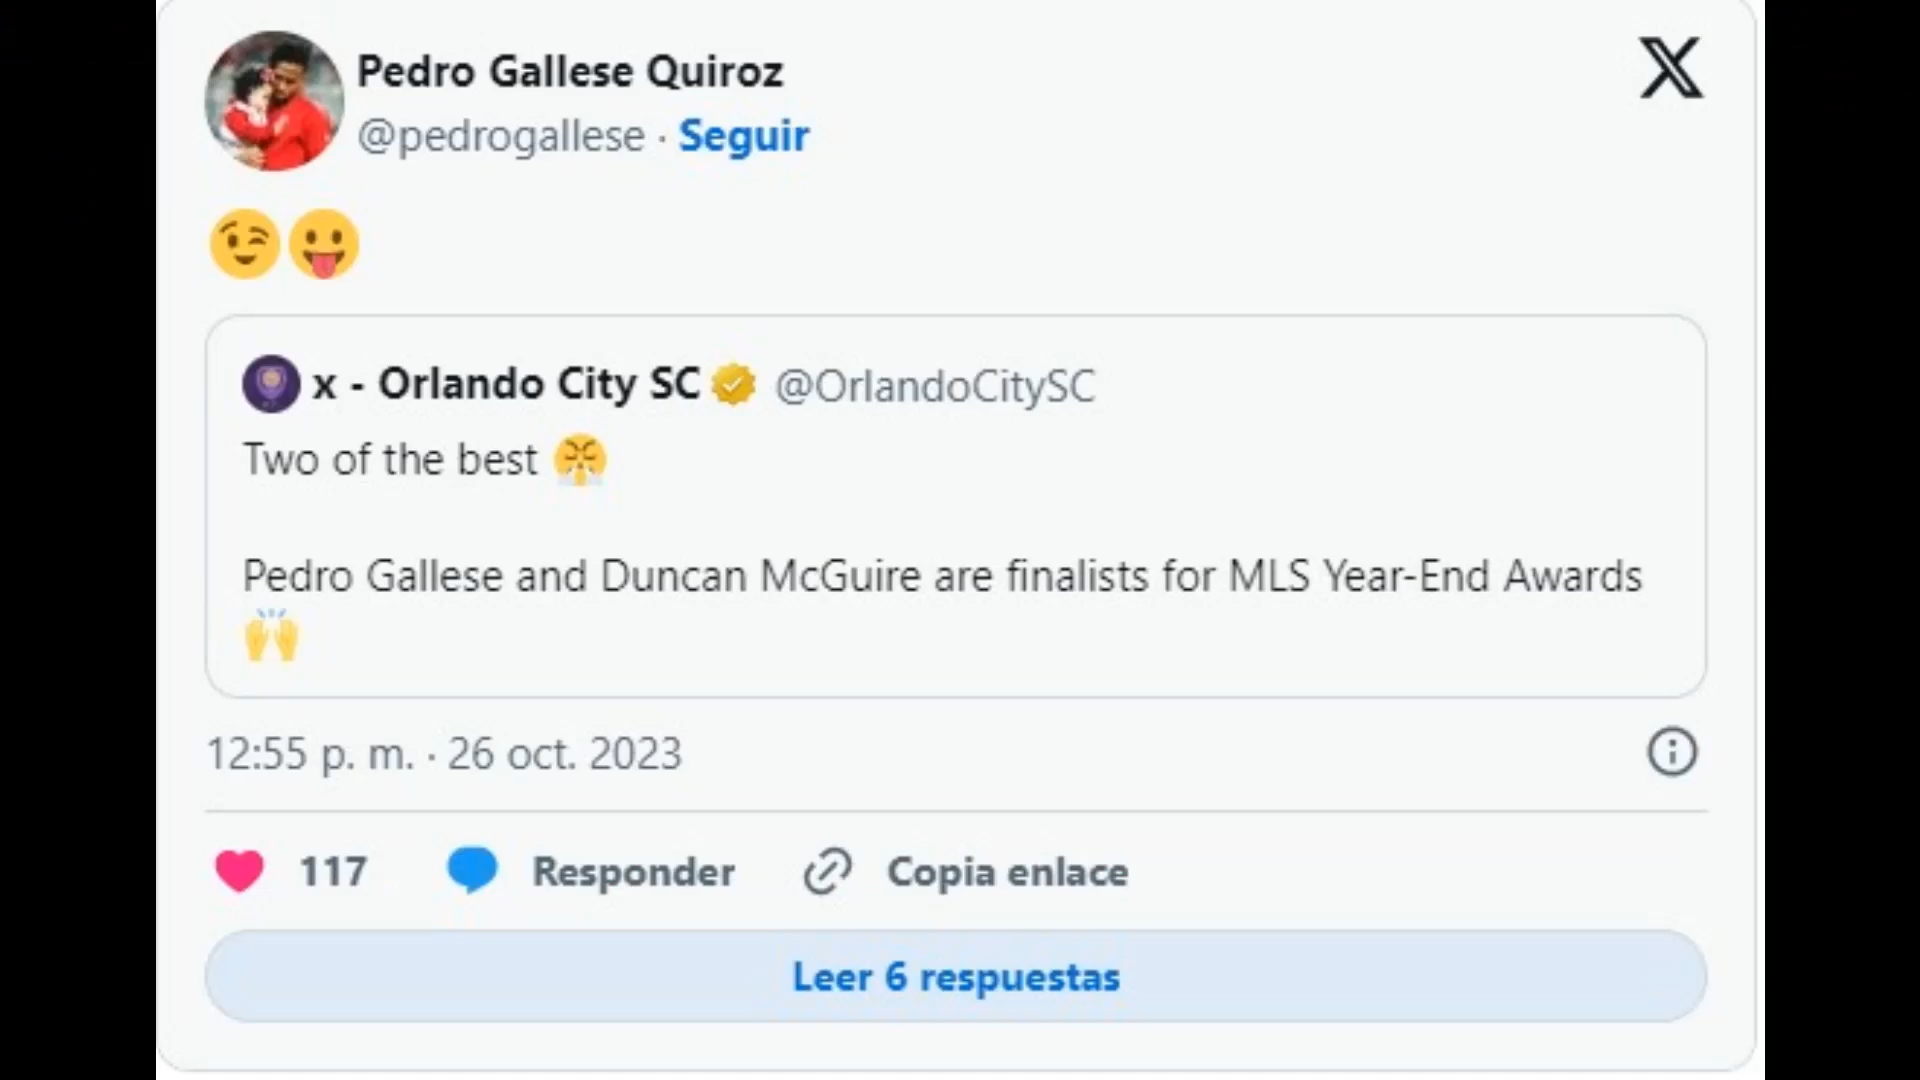 Pedro Gallese Quiroz
@pedrogallese · Seguir
😉😛
x - Orlando City SC @OrlandoCitySC
Two of the best 😤
Pedro Gallese and Duncan McGuire are finalists for MLS Year-End Awards
🙌
12:55 p. m. · 26 oct. 2023
117 Responder Copia enlace
Leer 6 respuestas